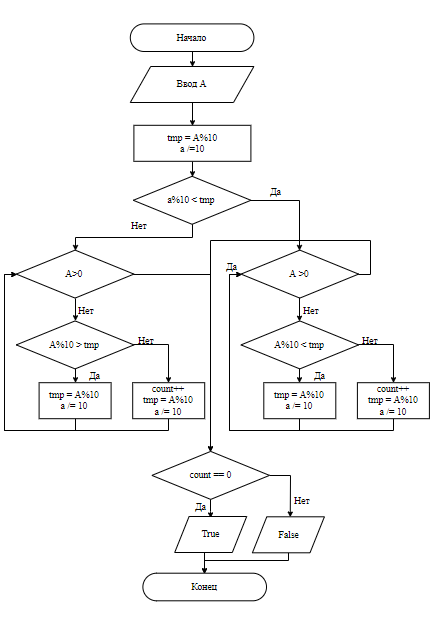 Начало
Ввод A
tmp = A%10
a /=10
a%10 < tmp
Да
Нет
A>0
Да
A >0
Нет
Нет
A%10 > tmp
Нет
A%10 < tmp
Нет
Да
Да
tmp = A%10
a /= 10
count++
tmp = A%10
a /= 10
tmp = A%10
a /= 10
count++
tmp = A%10
a /= 10
count == 0
Да
Нет
True
False
Конец